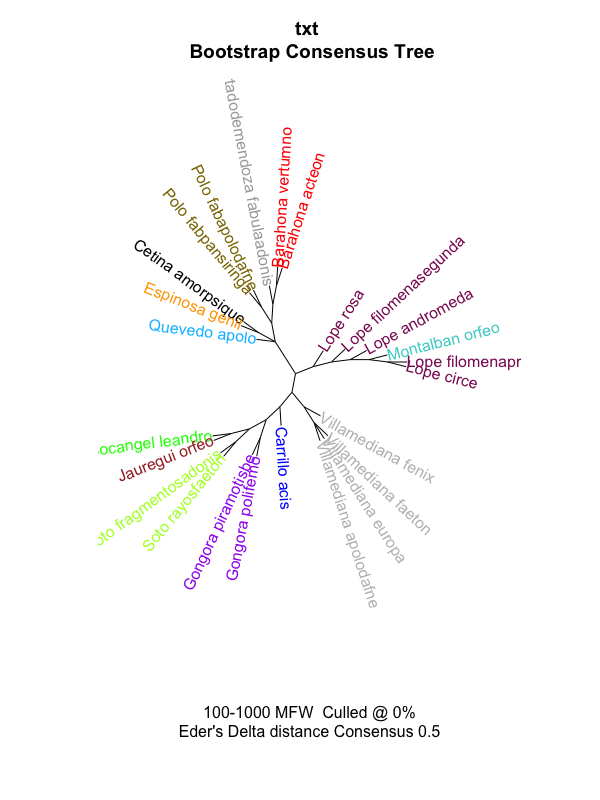 txt
Bootstrap Consensus Tree
tadodemendoza fabulaadonis
Barahona vertumno
Barahona acteon
Polo fabapolodafne
Polo fabpansiringa
Cetina amorpsique
Espinosa genil
Quevedo apolo
Lope rosa
Lope filomenasegunda
Lope andromeda
Montalban orfeo
Lope filomenapr
Lope circe
ocangel leandro
Jauregui orfeo
oto fragmentosadonis
Soto rayosfaeton
Gongora piramotisbe
Gongora polifemo
Carrillo acis
Villamediana fenix
Villamediana faeton
Villamediana europa
Villamediana apolodafne
100-1000 MFW Culled @ 0%
Eder's Delta distance Consensus 0.5